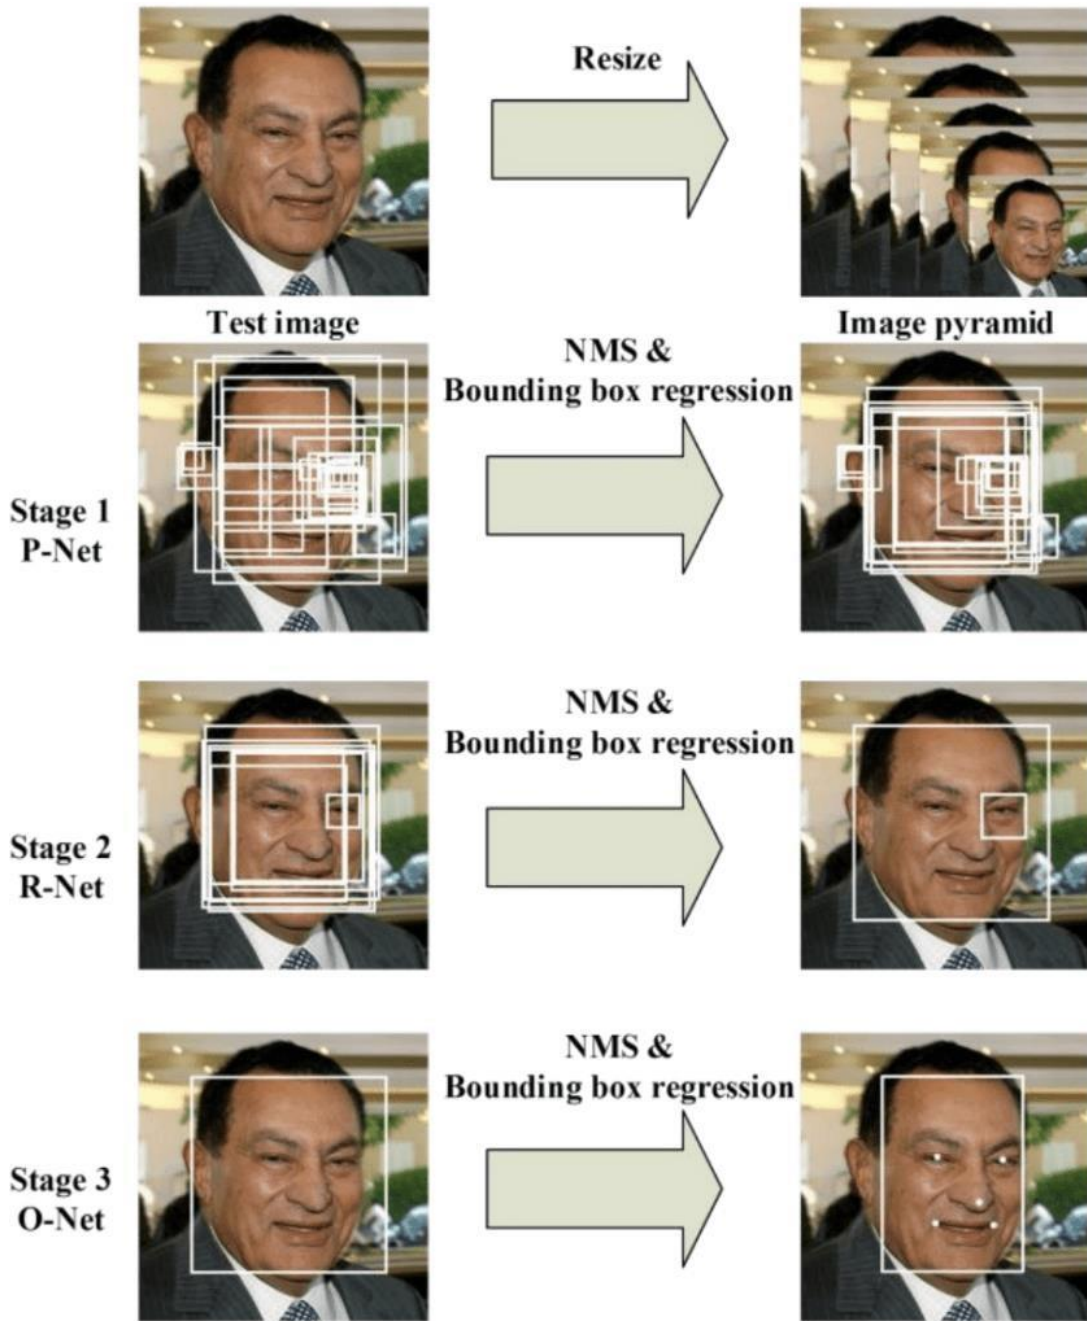 Resize
Test image
Image pyramid
NMS &
Bounding box regression
Stage 1
P-Net
NMS &
Bounding box regression
Stage 2
R-Net
NMS &
Bounding box regression
Stage 3
O-Net